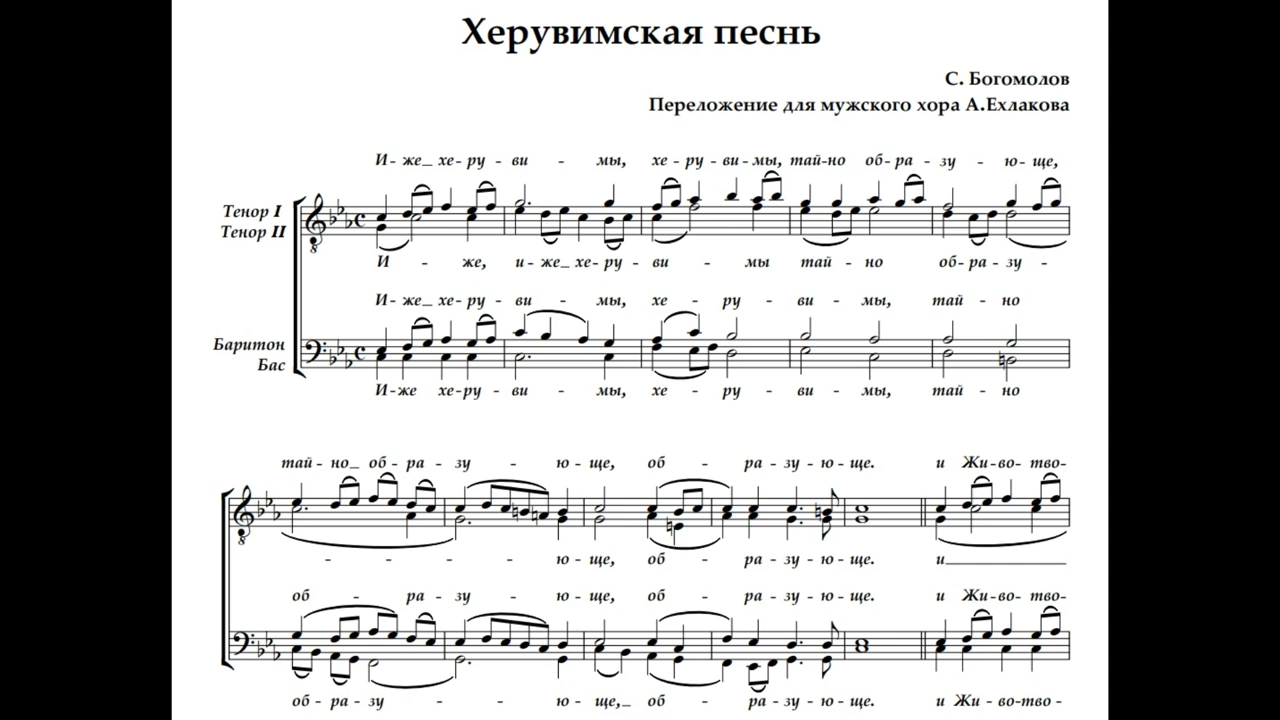 Херувимская песнь
С. Богомолов
Переложение для мужского хора А.Ехлакова
И- же_ хе- ру - ви - мы, хе - ру - ви - мы, тай-но об - ра - зу - ю - ще,
Тенор I
Тенор II
8
И - же, и - же_ хе - ру - ви - мы тай - но об - ра - зу -
И- же_ хе- ру - ви - мы, хе - ру - ви - мы, тай - но
Баритон
Бас
И-же хе-ру - ви - мы, хе - ру - ви - мы, тай - но
тай - но_ об - ра - зу - ю - ще, об - ра - зу - ю - ще. и Жи - во - тво-
8
- - - ю - ще, об - ра - зу - ю - ще. и
об - ра - зу - ю - ще, об - ра - зу - ю - ще. и Жи - во - тво-
об - ра - зу - ю - ще,_ об - ра - зу - ю - ще. и Жи - во - тво -